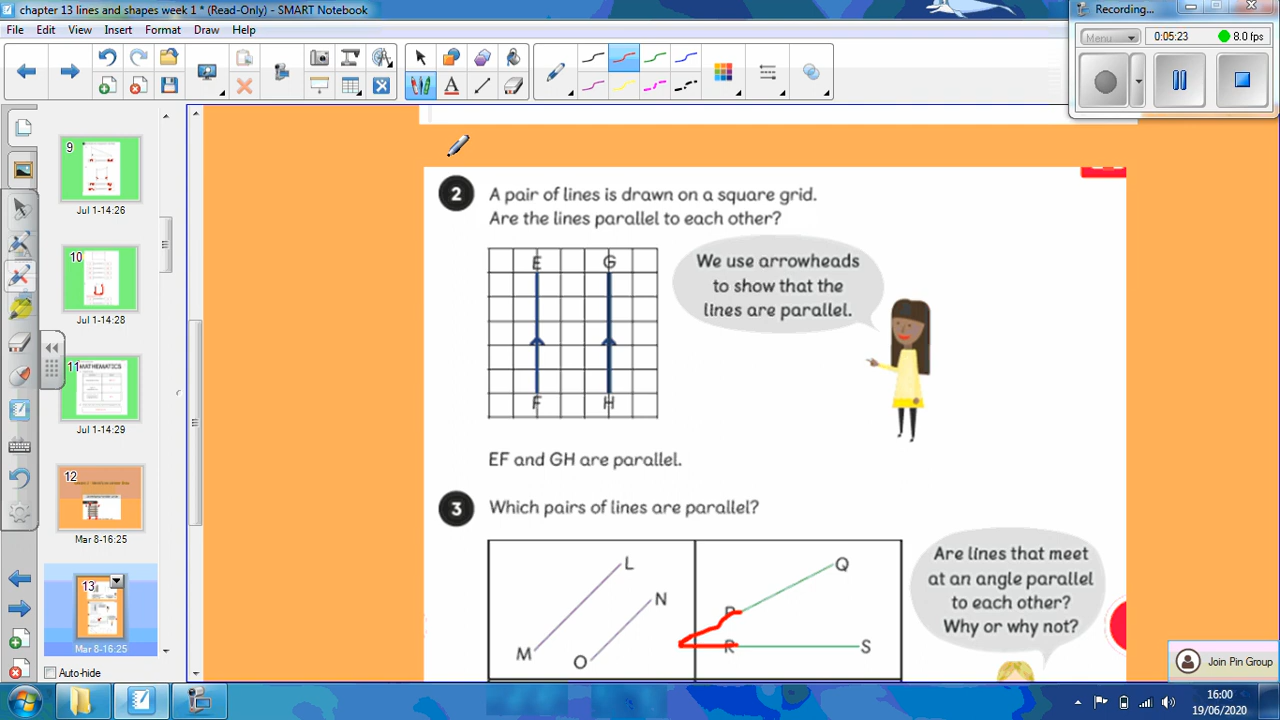 chapter 13 lines and shapes week 1 * (Read-Only) - SMART Notebook
Recording...
File Edit View Insert Format Draw Help
Menu
0:05:23
8.0 fps
9
Jul 1-14:26
10
Jul 1-14:28
11
MATHEMATICS
Jul 1-14:29
12
Mar 8-16:25
13
Mar 8-16:25
Auto-hide
2 A pair of lines is drawn on a square grid.
Are the lines parallel to each other?
E G
F H
We use arrowheads
to show that the
lines are parallel.
EF and GH are parallel.
3 Which pairs of lines are parallel?
L
N
M
O
Q
P
R
S
Are lines that meet
at an angle parallel
to each other?
Why or why not?
Join Pin Group
16:00
19/06/2020